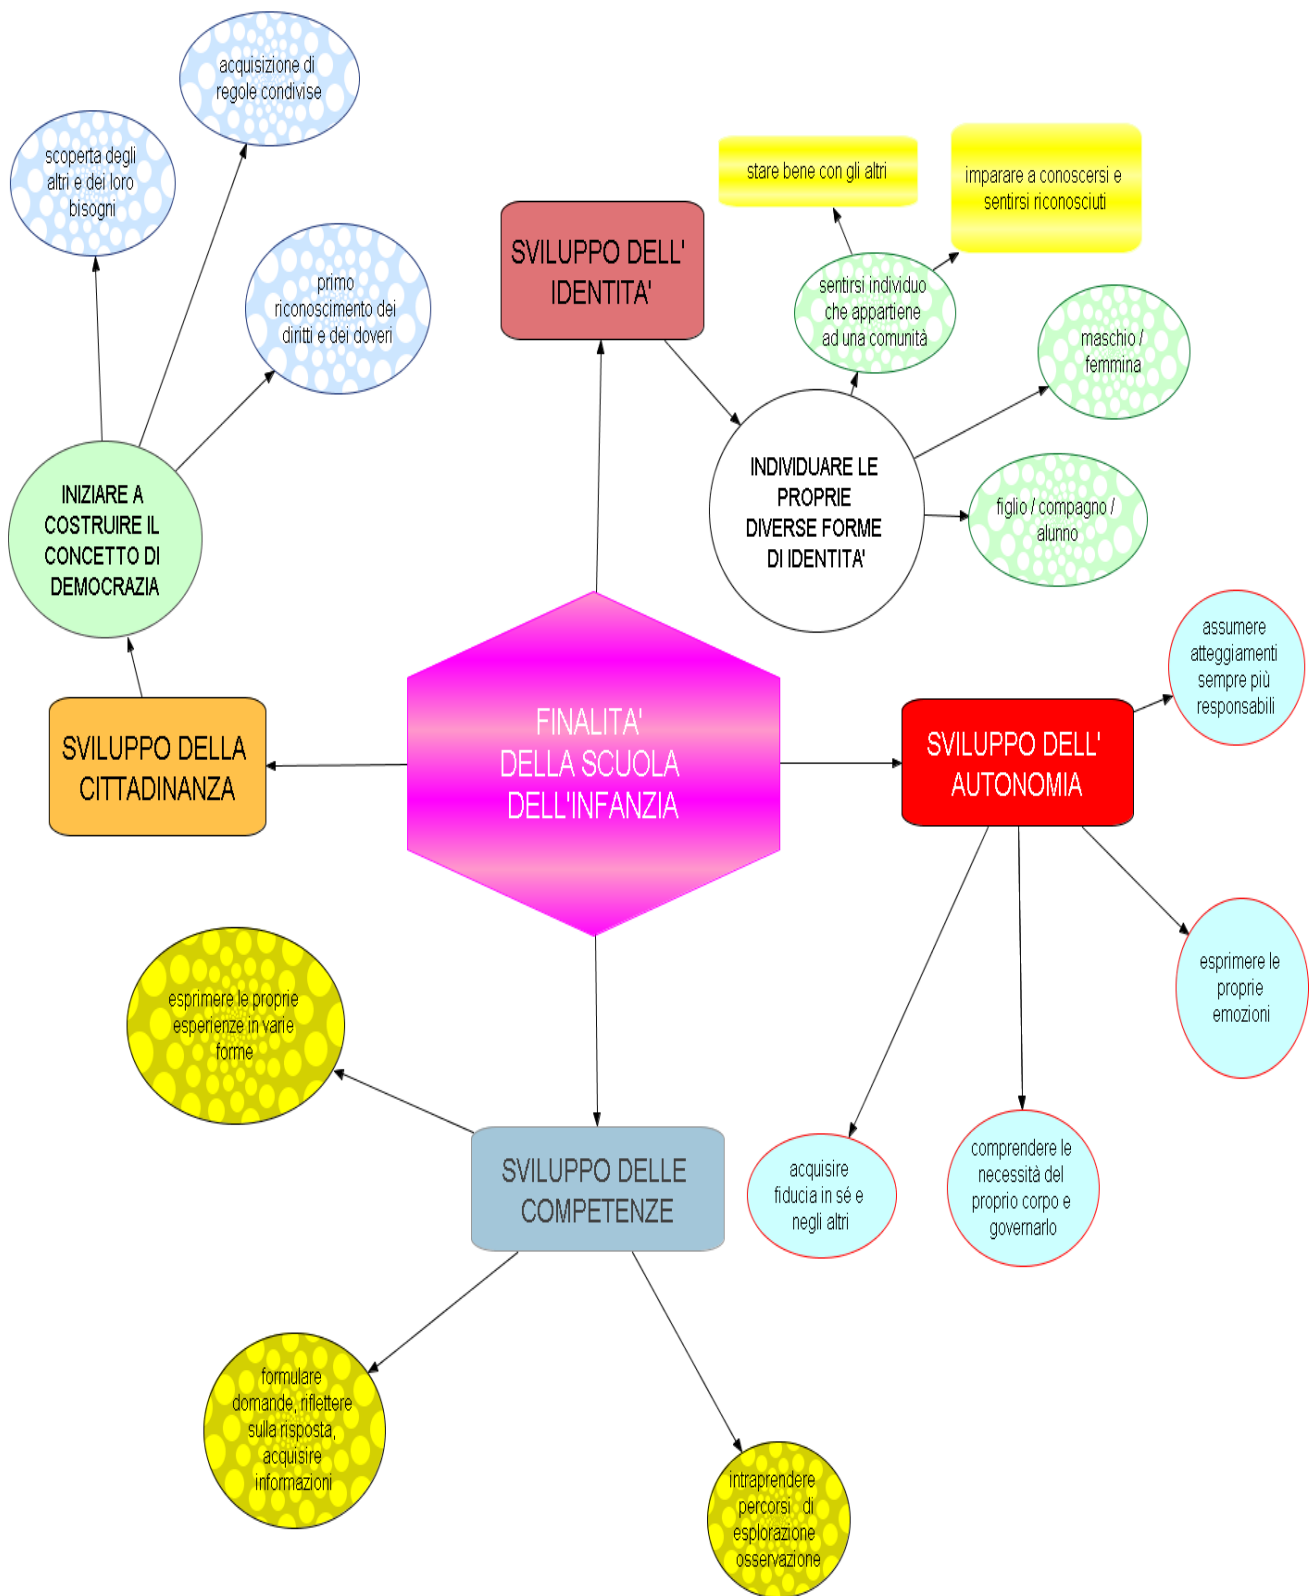 acquisizione di
regole condivise
scoperta degli
altri e dei loro
bisogni
primo
riconoscimento dei
diritti e dei doveri
INIZIARE A
COSTRUIRE IL
CONCETTO DI
DEMOCRAZIA
SVILUPPO DELLA
CITTADINANZA
stare bene con gli altri
imparare a conoscersi e
sentirsi riconosciuti
SVILUPPO DELL'
IDENTITA'
sentirsi individuo
che appartiene
ad una comunità
maschio /
femmina
INDIVIDUARE LE
PROPRIE
DIVERSE FORME
DI IDENTITA'
figlio / compagno /
alunno
FINALITA'
DELLA SCUOLA
DELL'INFANZIA
assumere
atteggiamenti
sempre più
responsabili
SVILUPPO DELL'
AUTONOMIA
esprimere le
proprie
emozioni
comprendere le
necessità del
proprio corpo e
governarlo
acquisire
fiducia in sé e
negli altri
esprimere le proprie
esperienze in varie
forme
SVILUPPO DELLE
COMPETENZE
formulare
domande, riflettere
sulla risposta,
acquisire
informazioni
intraprendere
percorsi di
esplorazione
osservazione